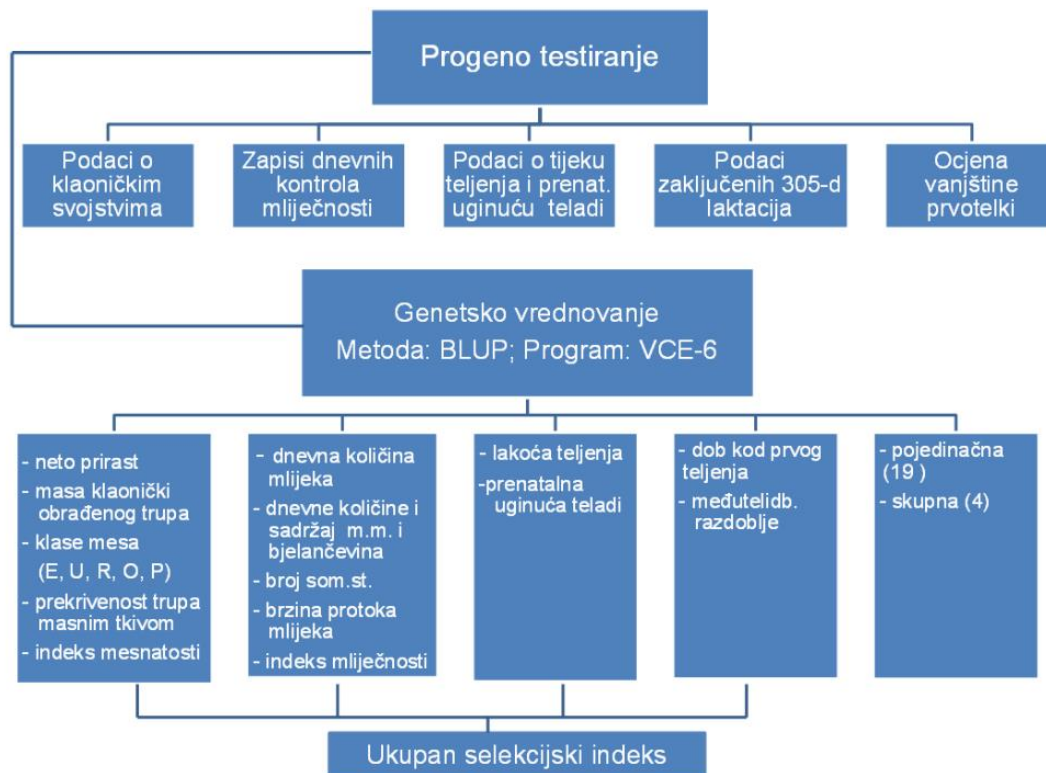 Progeno testiranje
Podaci o
klaoničkim
svojstvima
Zapisi dnevnih
kontrola
mliječnosti
Podaci o tijeku
teljenja i prenat.
uginuću teladi
Podaci
zaključenih 305-d
laktacija
Ocjena
vanjštine
prvotelki
Genetsko vrednovanje
Metoda: BLUP; Program: VCE-6
- neto prirast
- masa klaonički
obrađenog trupa
- klase mesa
(E, U, R, O, P)
- prekrivenost trupa
masnim tkivom
- indeks mesnatosti
- dnevna količina
mlijeka
- dnevne količine i
sadržaj m.m. i
bjelančevina
- broj som.st.
- brzina protoka
mlijeka
- indeks mliječnosti
- lakoća teljenja
-prenatalna
uginuća teladi
- dob kod prvog
teljenja
- međutelidb.
razdoblje
- pojedinačna
(19 )
- skupna (4)
Ukupan selekcijski indeks